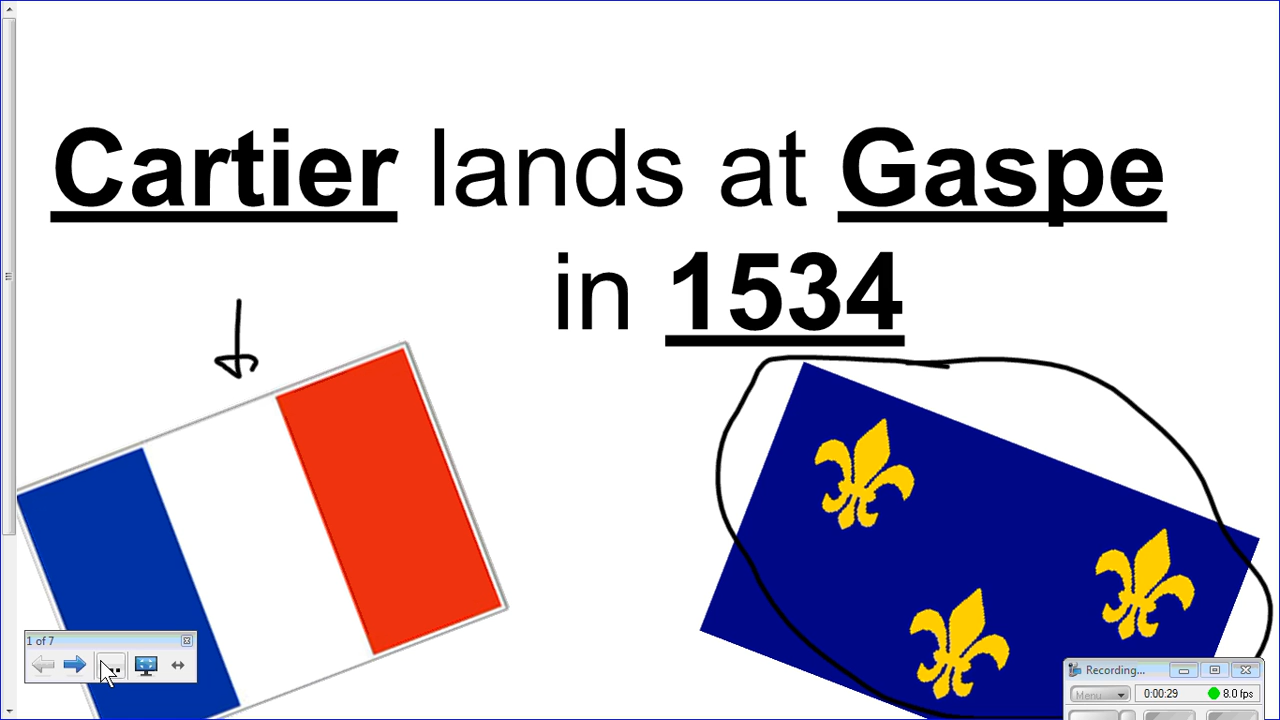 Cartier lands at Gaspe
in 1534
1 of 7
Recording...
Menu
0:00:29
8.0 fps